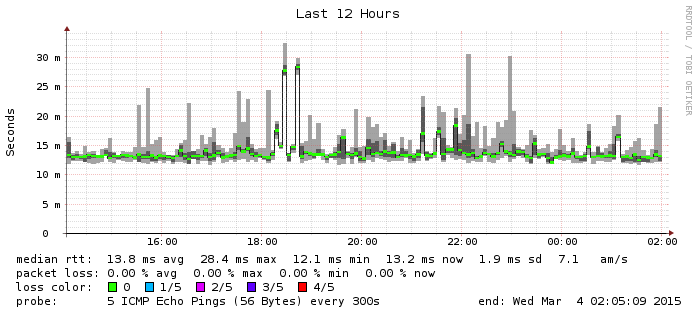 Last 12 Hours
RRDTOOL / TOBI OETIKER
Seconds
30 m
25 m
20 m
15 m
10 m
5 m
0
16:00 18:00 20:00 22:00 00:00 02:00
median rtt: 13.8 ms avg 28.4 ms max 12.1 ms min 13.2 ms now 1.9 ms sd 7.1 am/s
packet loss: 0.00 % avg 0.00 % max 0.00 % min 0.00 % now
loss color: 0 1/5 2/5 3/5 4/5
probe: 5 ICMP Echo Pings (56 Bytes) every 300s end: Wed Mar 4 02:05:09 2015